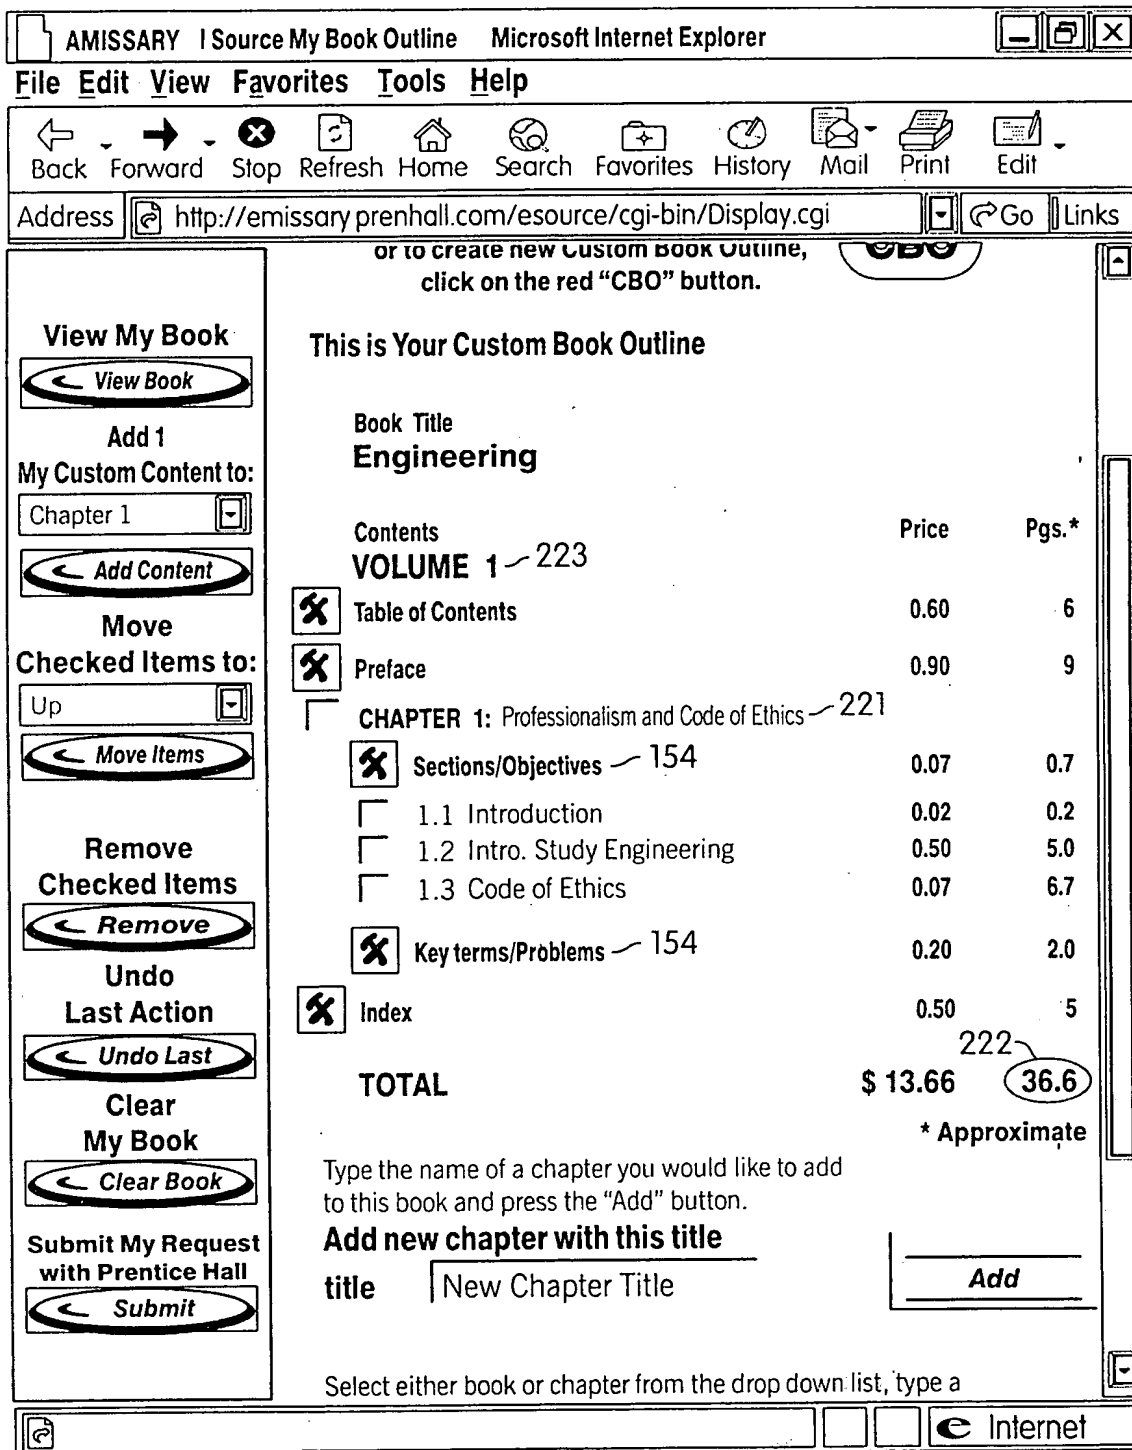 AMISSARY I Source My Book Outline Microsoft Internet Explorer
File Edit View Favorites Tools Help
Back Forward Stop Refresh Home Search Favorites History Mail Print Edit
Address http://emissary prenhall.com/esource/cgi-bin/Display.cgi Go Links
or to create new Custom Book Outline, CBO
click on the red "CBO" button.
View My Book
View Book
Add 1
My Custom Content to:
Chapter 1
Add Content
Move
Checked Items to:
Up
Move Items
Remove
Checked Items
Remove
Undo
Last Action
Undo Last
Clear
My Book
Clear Book
Submit My Request
with Prentice Hall
Submit
This is Your Custom Book Outline
Book Title
Engineering
Contents Price Pgs.*
VOLUME 1 223
Table of Contents 0.60 6
Preface 0.90 9
CHAPTER 1: Professionalism and Code of Ethics 221
Sections/Objectives 154 0.07 0.7
1.1 Introduction 0.02 0.2
1.2 Intro. Study Engineering 0.50 5.0
1.3 Code of Ethics 0.07 6.7
Key terms/Problems 154 0.20 2.0
Index 0.50 5
222
TOTAL $ 13.66 36.6
* Approximate
Type the name of a chapter you would like to add
to this book and press the "Add" button.
Add new chapter with this title
title New Chapter Title Add
Select either book or chapter from the drop down list, type a
Internet